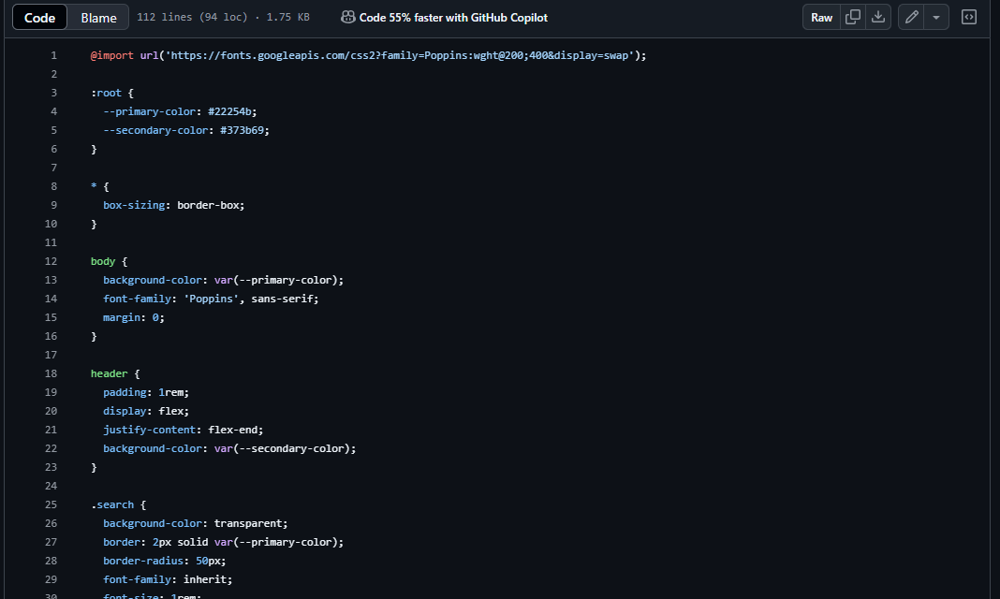 Code Blame 112 lines (94 loc) · 1.75 KB Code 55% faster with GitHub Copilot Raw
1 @import url('https://fonts.googleapis.com/css2?family=Poppins:wght@200;400&display=swap');
2
3 :root {
4 --primary-color: #22254b;
5 --secondary-color: #373b69;
6 }
7
8 * {
9 box-sizing: border-box;
10 }
11
12 body {
13 background-color: var(--primary-color);
14 font-family: 'Poppins', sans-serif;
15 margin: 0;
16 }
17
18 header {
19 padding: 1rem;
20 display: flex;
21 justify-content: flex-end;
22 background-color: var(--secondary-color);
23 }
24
25 .search {
26 background-color: transparent;
27 border: 2px solid var(--primary-color);
28 border-radius: 50px;
29 font-family: inherit;
30 font-size: 1rem;